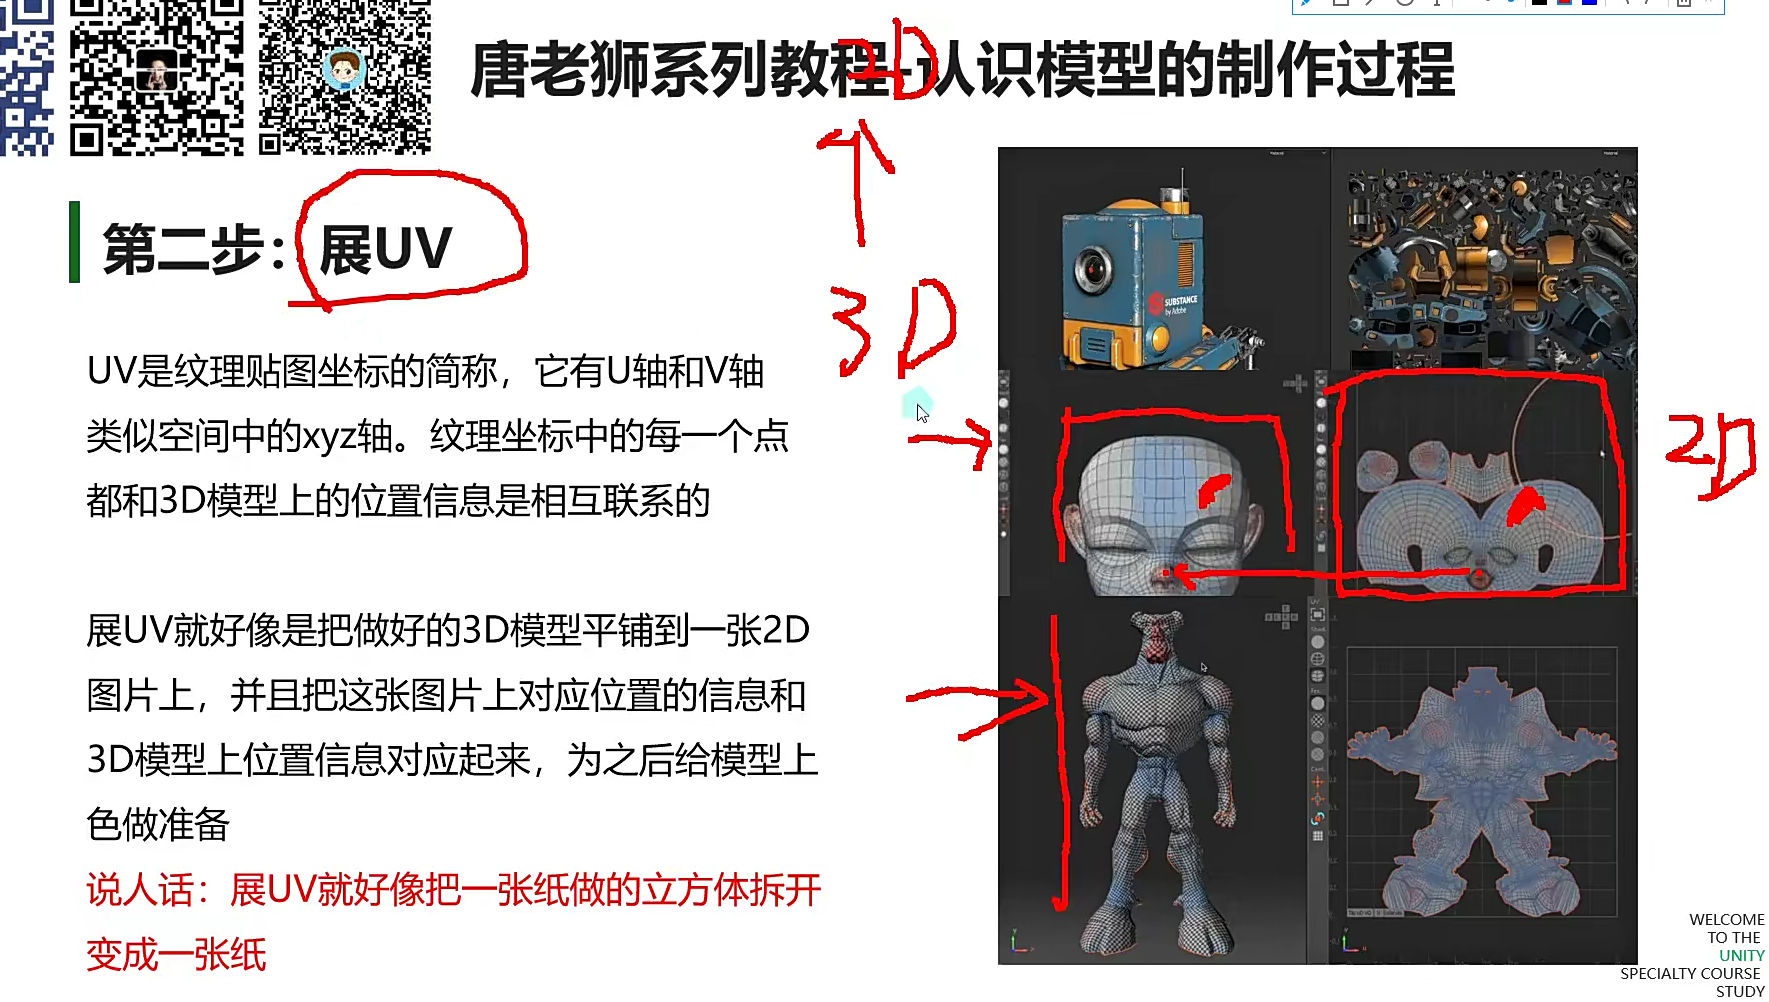 唐老狮系列教程-认识模型的制作过程
2D
3D
第二步：展UV
UV是纹理贴图坐标的简称，它有U轴和V轴
类似空间中的xyz轴。纹理坐标中的每一个点
都和3D模型上的位置信息是相互联系的
展UV就好像是把做好的3D模型平铺到一张2D
图片上，并且把这张图片上对应位置的信息和
3D模型上位置信息对应起来，为之后给模型上
色做准备
说人话：展UV就好像把一张纸做的立方体拆开
变成一张纸
SUBSTANCE
by Adobe
2D
WELCOME
TO THE
UNITY
SPECIALTY COURSE
STUDY